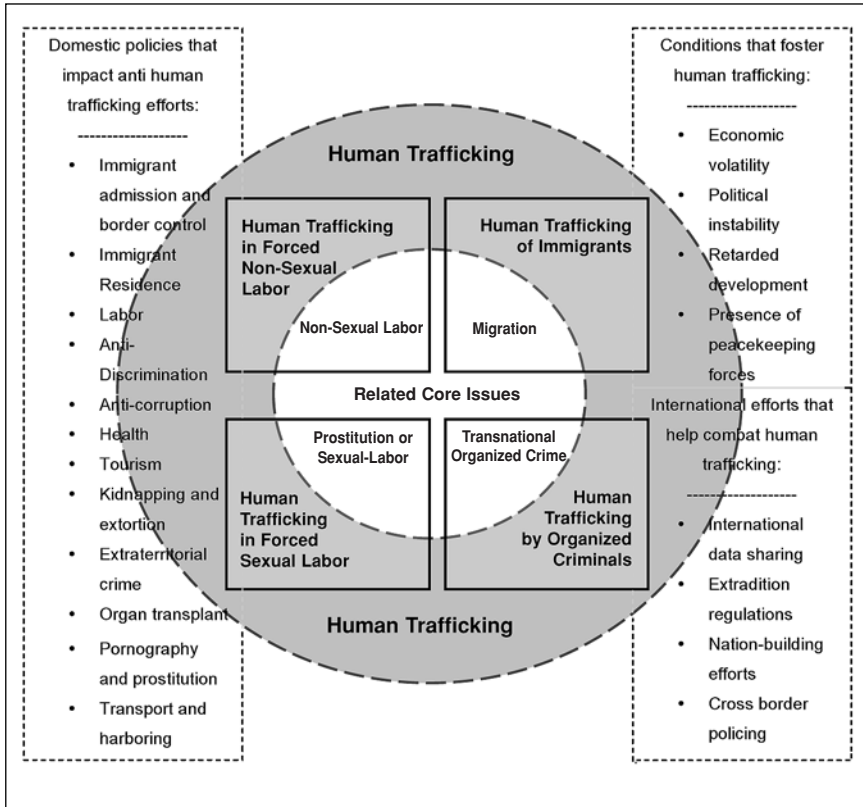 Domestic policies that
impact anti human
trafficking efforts:
-------------------
• Immigrant
admission and
border control
• Immigrant
Residence
• Labor
• Anti-
Discrimination
• Anti-corruption
• Health
• Tourism
• Kidnapping and
extortion
• Extraterritorial
crime
• Organ transplant
• Pornography
and prostitution
• Transport and
harboring
Human Trafficking
Human Trafficking
in Forced
Non-Sexual
Labor
Non-Sexual Labor
Human Trafficking
of Immigrants
Migration
Related Core Issues
Prostitution or
Sexual-Labor
Human
Trafficking
in Forced
Sexual Labor
Transnational
Organized Crime
Human
Trafficking
by Organized
Criminals
Human Trafficking
Conditions that foster
human trafficking:
-------------------
• Economic
volatility
• Political
instability
• Retarded
development
• Presence of
peacekeeping
forces
International efforts that
help combat human
trafficking:
-------------------
• International
data sharing
• Extradition
regulations
• Nation-building
efforts
• Cross border
policing